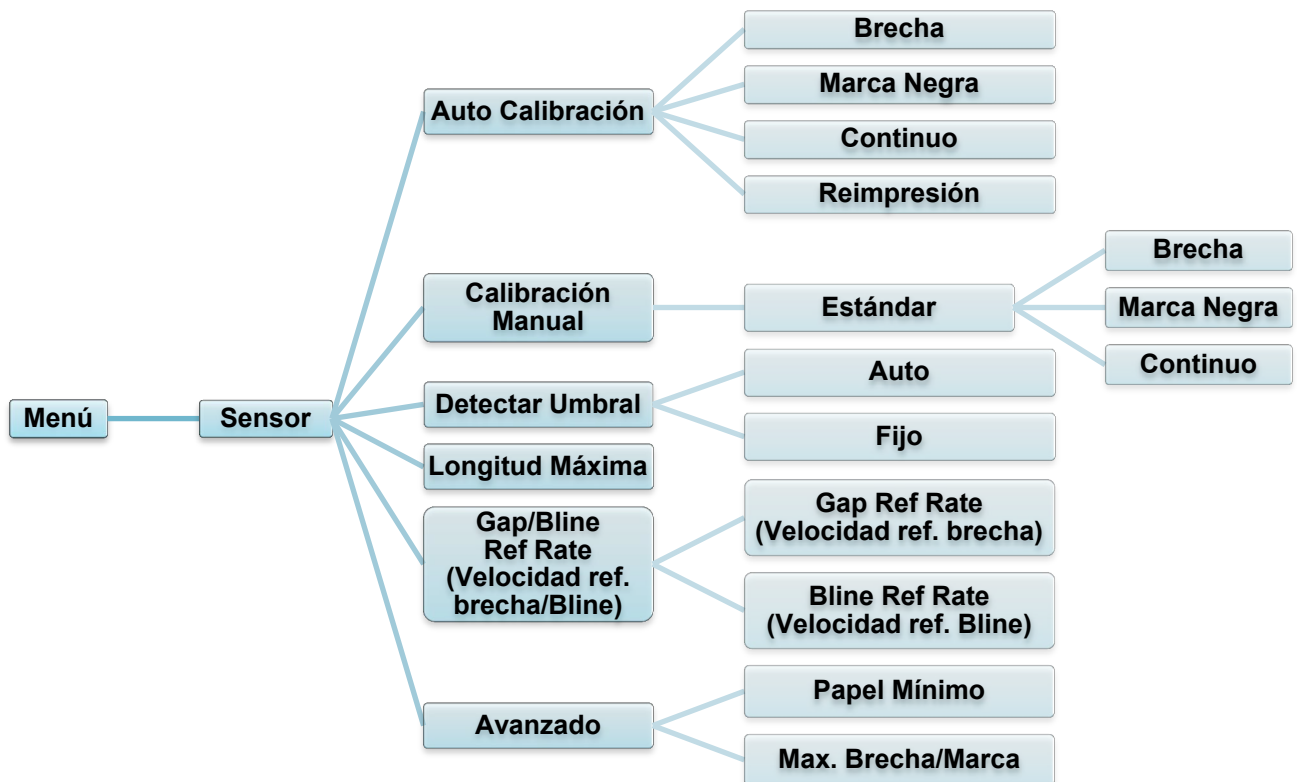 Menú
Sensor
Auto Calibración
Brecha
Marca Negra
Continuo
Reimpresión
Calibración
Manual
Estándar
Brecha
Marca Negra
Continuo
Detectar Umbral
Auto
Fijo
Longitud Máxima
Gap/Bline
Ref Rate
(Velocidad ref.
brecha/Bline)
Gap Ref Rate
(Velocidad ref. brecha)
Bline Ref Rate
(Velocidad ref. Bline)
Avanzado
Papel Mínimo
Max. Brecha/Marca